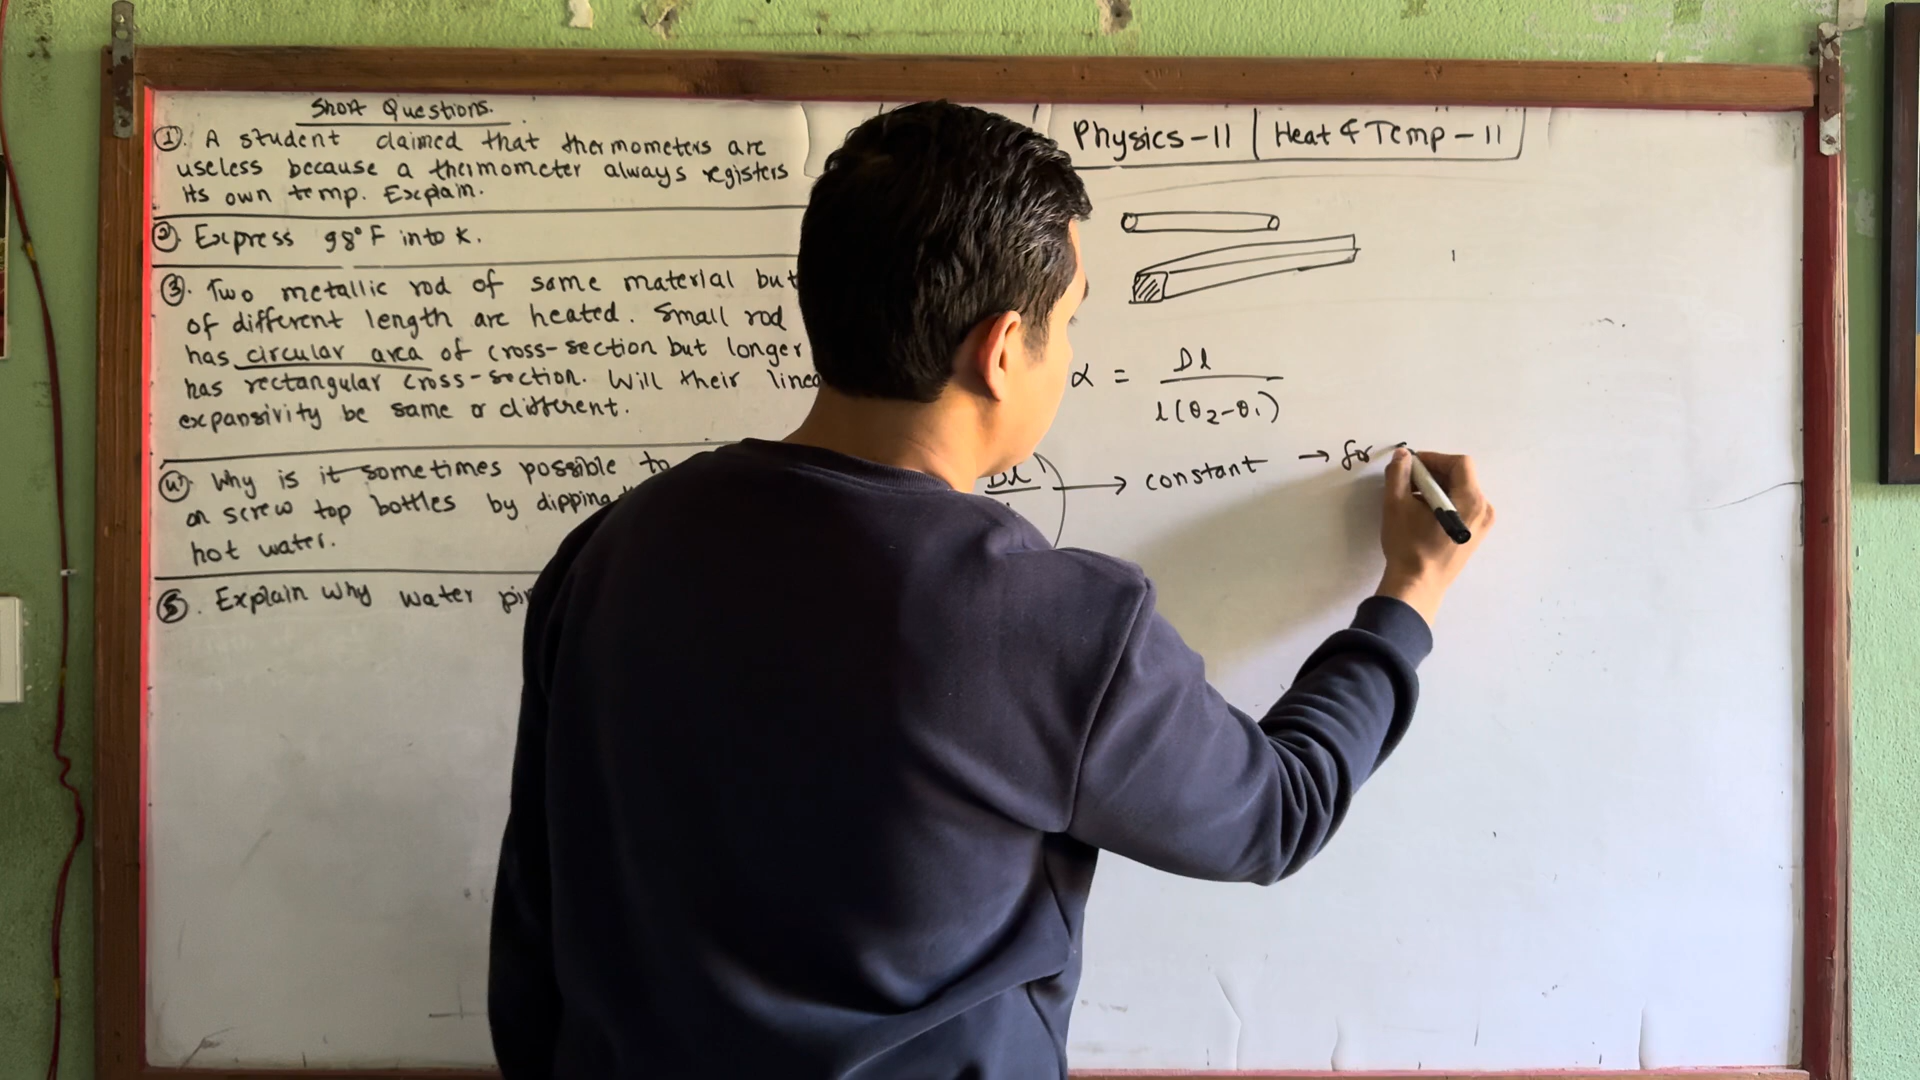 Short Questions.
①. A student claimed that thermometers are
useless because a thermometer always registers
its own temp. Explain.
②. Express 98°F into K.
③. Two metallic rod of same material but
of different length are heated. Small rod
has circular area of cross-section but longer
has rectangular cross-section. Will their
expansivity be same or different.
④. Why is it sometimes possible to
on screw top bottles by dipping
hot water.
⑤. Explain why water
Physics-11 | Heat & Temp-11
α = Δl
l(θ₂-θ₁)
Δl → constant → for